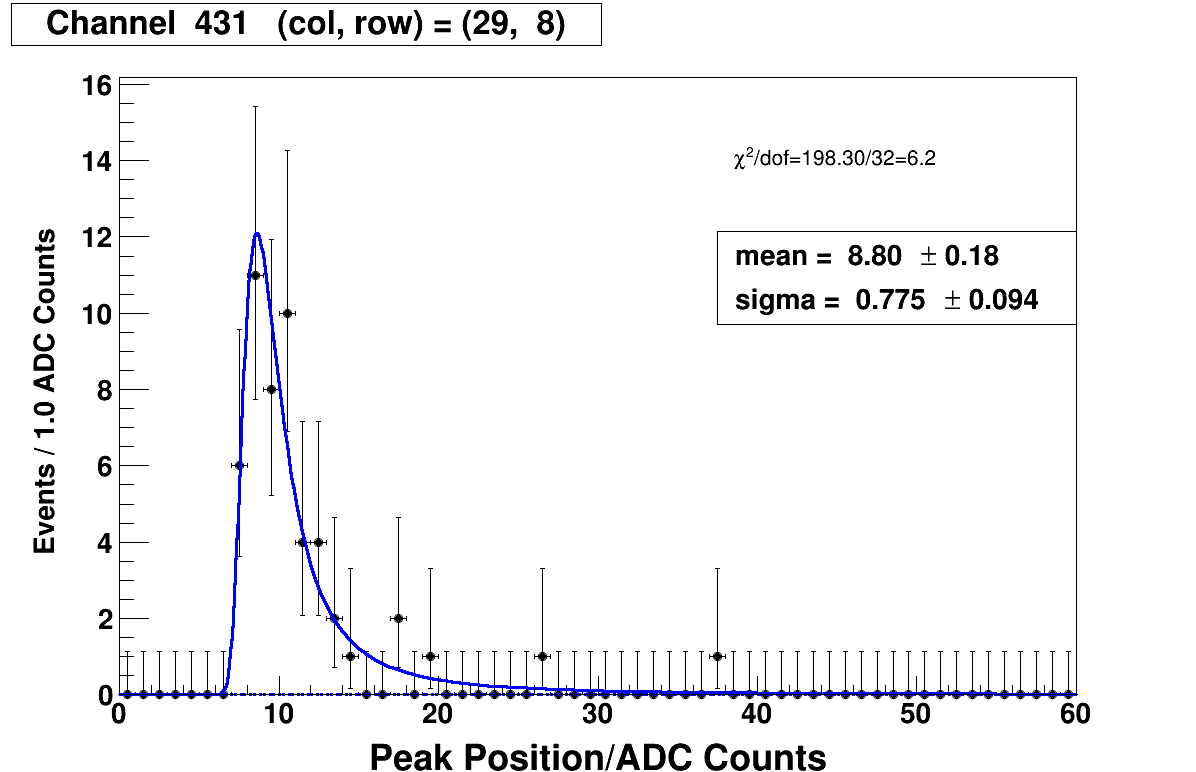 Channel 431 (col, row) = (29, 8)
16
14
12
10
8
6
4
2
0
Events / 1.0 ADC Counts
χ²/dof=198.30/32=6.2
mean = 8.80 ± 0.18
sigma = 0.775 ± 0.094
0 10 20 30 40 50 60
Peak Position/ADC Counts